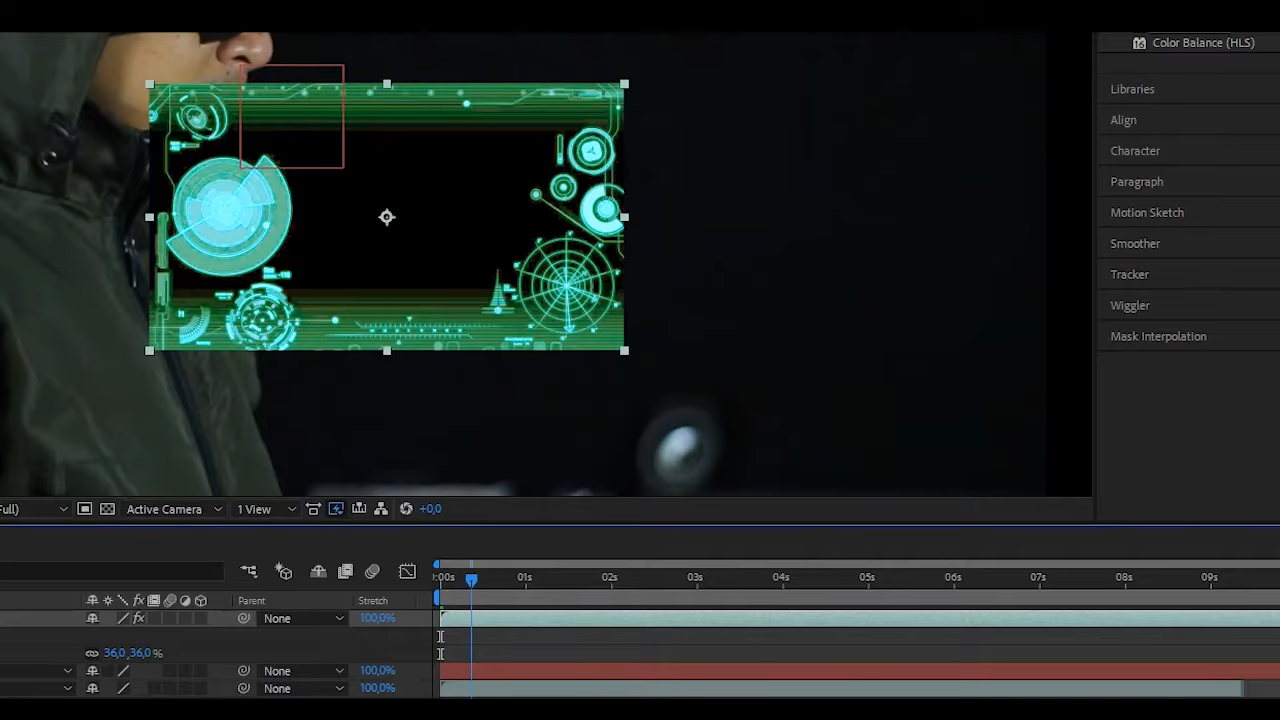 Color Balance (HLS)
Libraries
Align
Character
Paragraph
Motion Sketch
Smoother
Tracker
Wiggler
Mask Interpolation
Full)
Active Camera
1 View
+0,0
:00s 01s 02s 03s 04s 05s 06s 07s 08s 09s
fx Parent Stretch
fx None 100,0%
36,0,36,0%
None 100,0%
None 100,0%